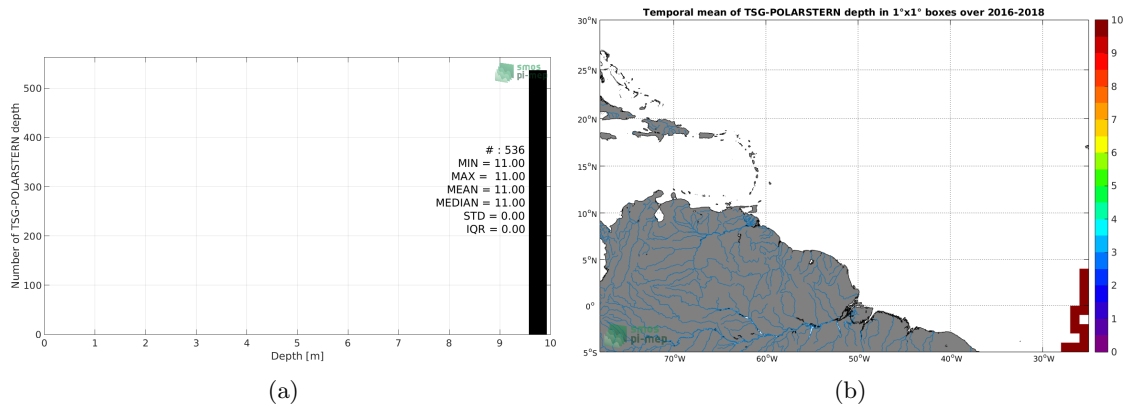 smos
pi-mep
Number of TSG-POLARSTERN depth
500
400
300
200
100
0
# : 536
MIN = 11.00
MAX = 11.00
MEAN = 11.00
MEDIAN = 11.00
STD = 0.00
IQR = 0.00
0 1 2 3 4 5 6 7 8 9 10
Depth [m]
(a)
Temporal mean of TSG-POLARSTERN depth in 1°x1° boxes over 2016-2018
30°N
25°N
20°N
15°N
10°N
5°N
0°
5°S
70°W 60°W 50°W 40°W 30°W
smos
pi-mep
10
9
8
7
6
5
4
3
2
1
0
(b)